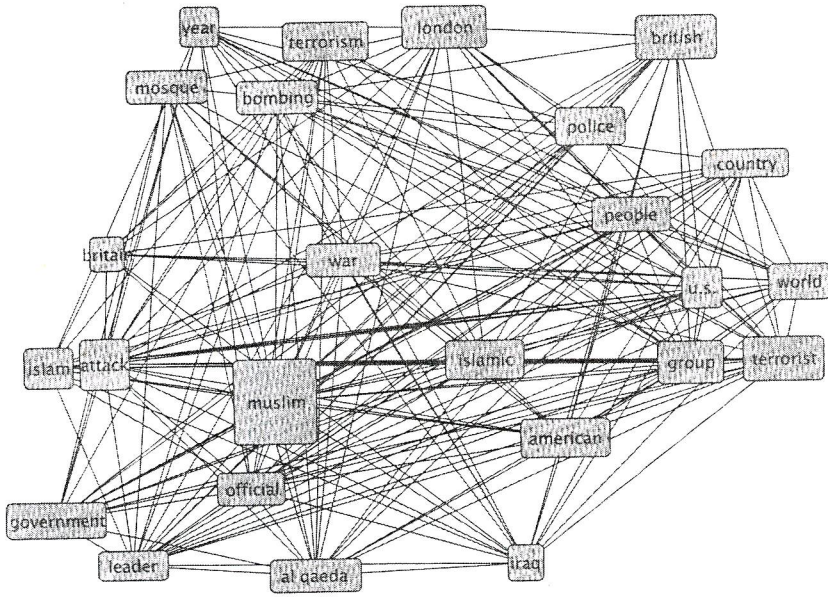 year
terrorism
london
british
mosque
bombing
police
country
people
britain
war
u.s.
world
islam
attack
muslim
islamic
group
terrorist
american
official
government
leader
al qaeda
iraq